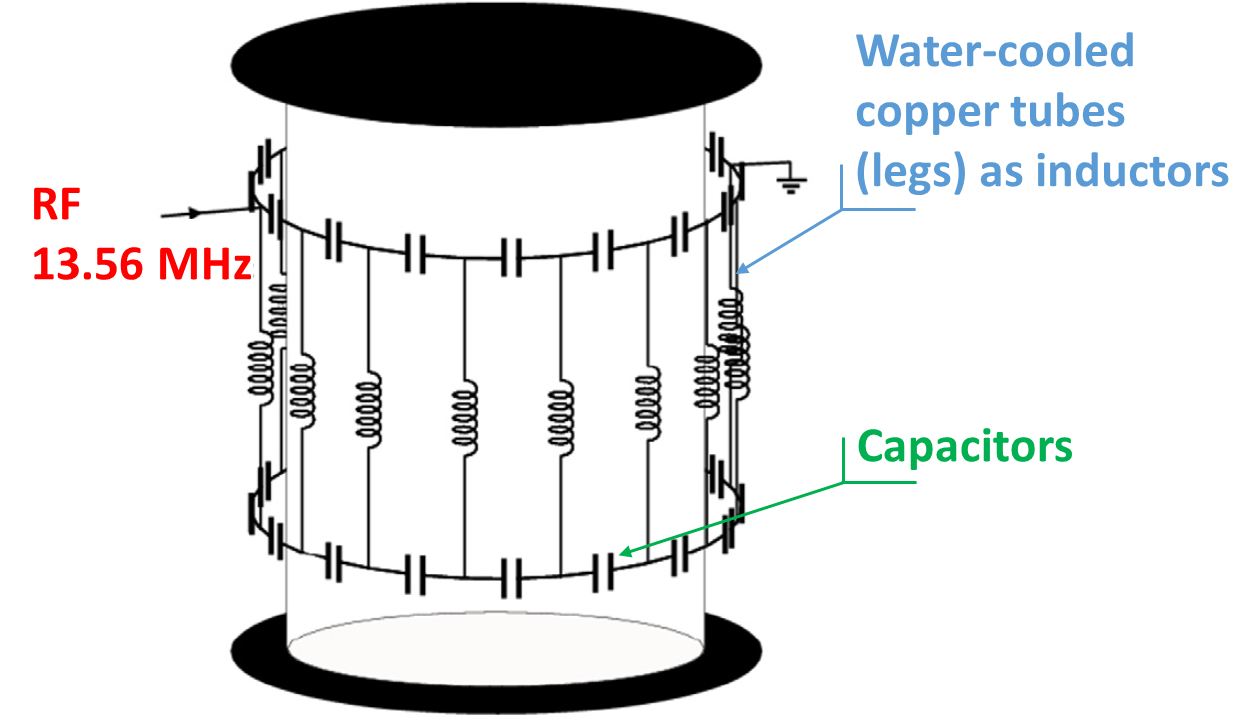 Water-cooled
copper tubes
(legs) as inductors
RF
13.56 MHz
Capacitors